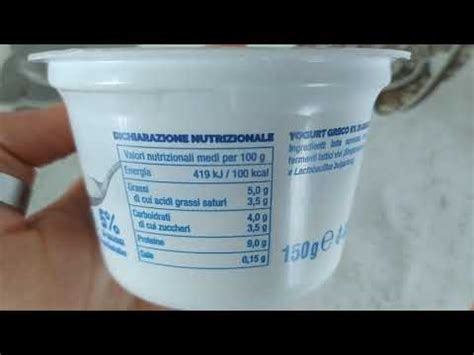 DICHIARAZIONE NUTRIZIONALE
Valori nutrizionali medi per 100 g
Energia 419 kJ / 100 kcal
Grassi 5,0 g
di cui acidi grassi saturi 3,5 g
Carboidrati 4,0 g
di cui zuccheri 3,5 g
Proteine 9,0 g
Sale 0,15 g
5%
YOGURT GRECO
Ingredienti: latte
fermenti lattici vivi
e Lactobacillus
150g e